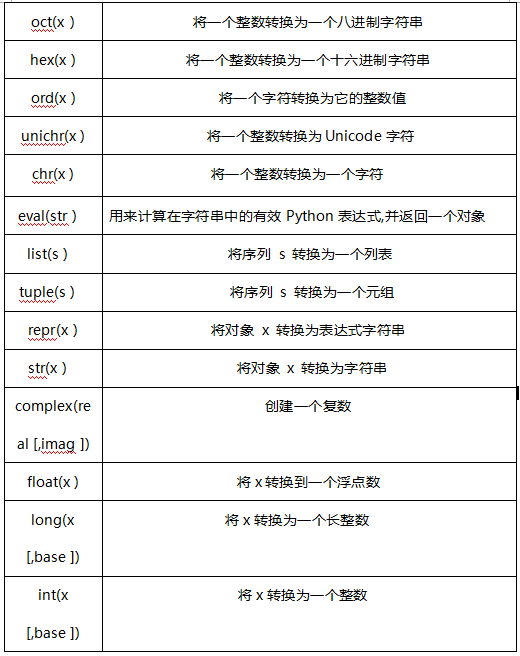 oct(x ) 将一个整数转换为一个八进制字符串
hex(x ) 将一个整数转换为一个十六进制字符串
ord(x ) 将一个字符转换为它的整数值
unichr(x ) 将一个整数转换为 Unicode 字符
chr(x ) 将一个整数转换为一个字符
eval(str ) 用来计算在字符串中的有效 Python 表达式,并返回一个对象
list(s ) 将序列 s 转换为一个列表
tuple(s ) 将序列 s 转换为一个元组
repr(x ) 将对象 x 转换为表达式字符串
str(x ) 将对象 x 转换为字符串
complex(re 创建一个复数
al [,imag ])
float(x ) 将 x 转换到一个浮点数
long(x 将 x 转换为一个长整数
[,base ])
int(x 将 x 转换为一个整数
[,base ])